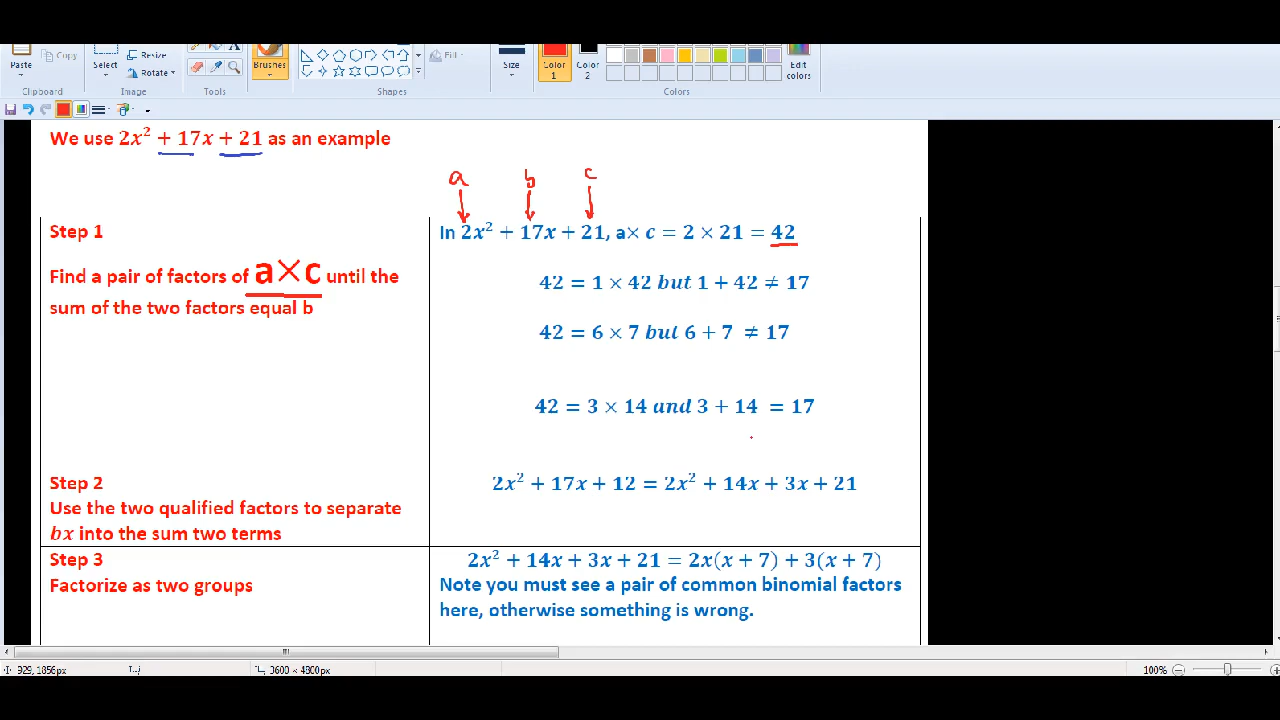 Paste
Copy
Select
Resize
Rotate
Brushes
Fill
Size
Color 1
Color 2
Edit colors
Clipboard
Image
Tools
Shapes
Colors
We use 2x² + 17x + 21 as an example
a b c
Step 1
In 2x² + 17x + 21, a× c = 2 × 21 = 42
Find a pair of factors of a×c until the
sum of the two factors equal b
42 = 1 × 42 but 1 + 42 ≠ 17
42 = 6 × 7 but 6 + 7 ≠ 17
42 = 3 × 14 and 3 + 14 = 17
Step 2
Use the two qualified factors to separate
bx into the sum two terms
2x² + 17x + 12 = 2x² + 14x + 3x + 21
Step 3
Factorize as two groups
2x² + 14x + 3x + 21 = 2x(x + 7) + 3(x + 7)
Note you must see a pair of common binomial factors
here, otherwise something is wrong.
929, 1856px
3600 × 4800px
100%